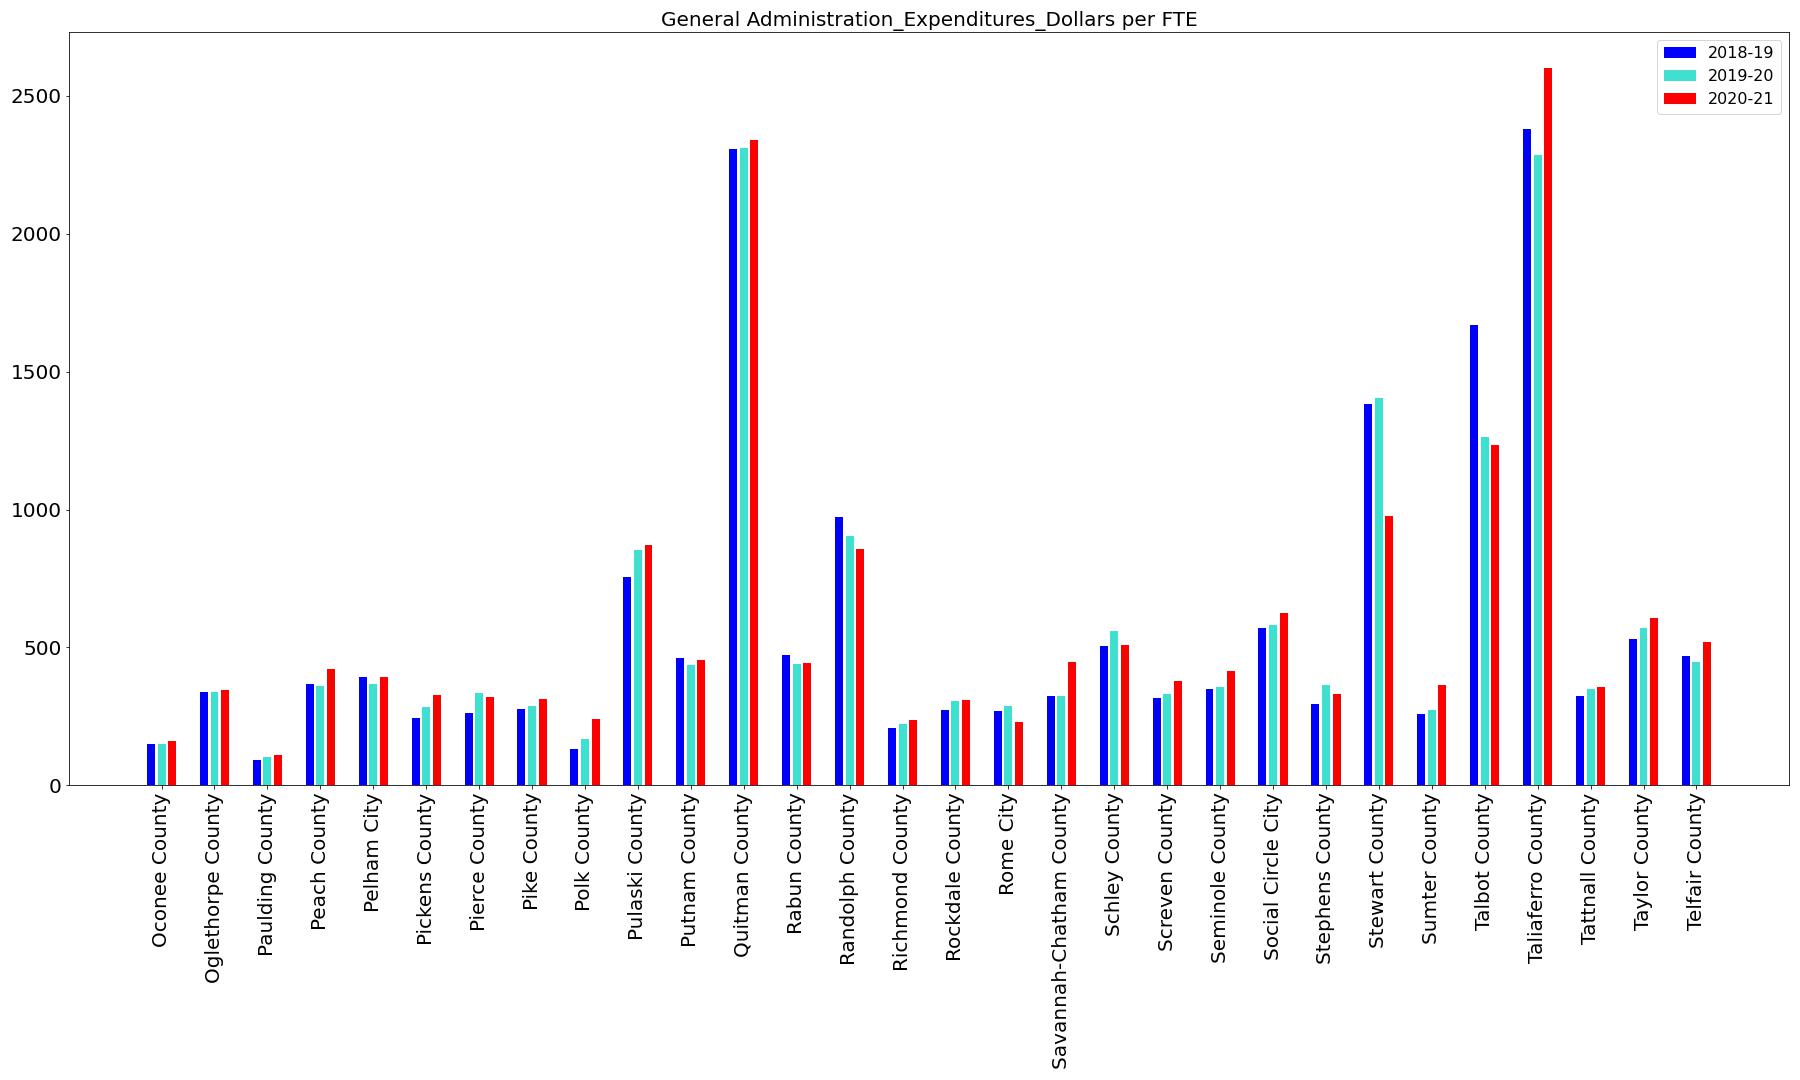 General Administration_Expenditures_Dollars per FTE
2018-19
2019-20
2020-21
2500
2000
1500
1000
500
0
Oconee County
Oglethorpe County
Paulding County
Peach County
Pelham City
Pickens County
Pierce County
Pike County
Polk County
Pulaski County
Putnam County
Quitman County
Rabun County
Randolph County
Richmond County
Rockdale County
Rome City
Savannah-Chatham County
Schley County
Screven County
Seminole County
Social Circle City
Stephens County
Stewart County
Sumter County
Talbot County
Taliaferro County
Tattnall County
Taylor County
Telfair County